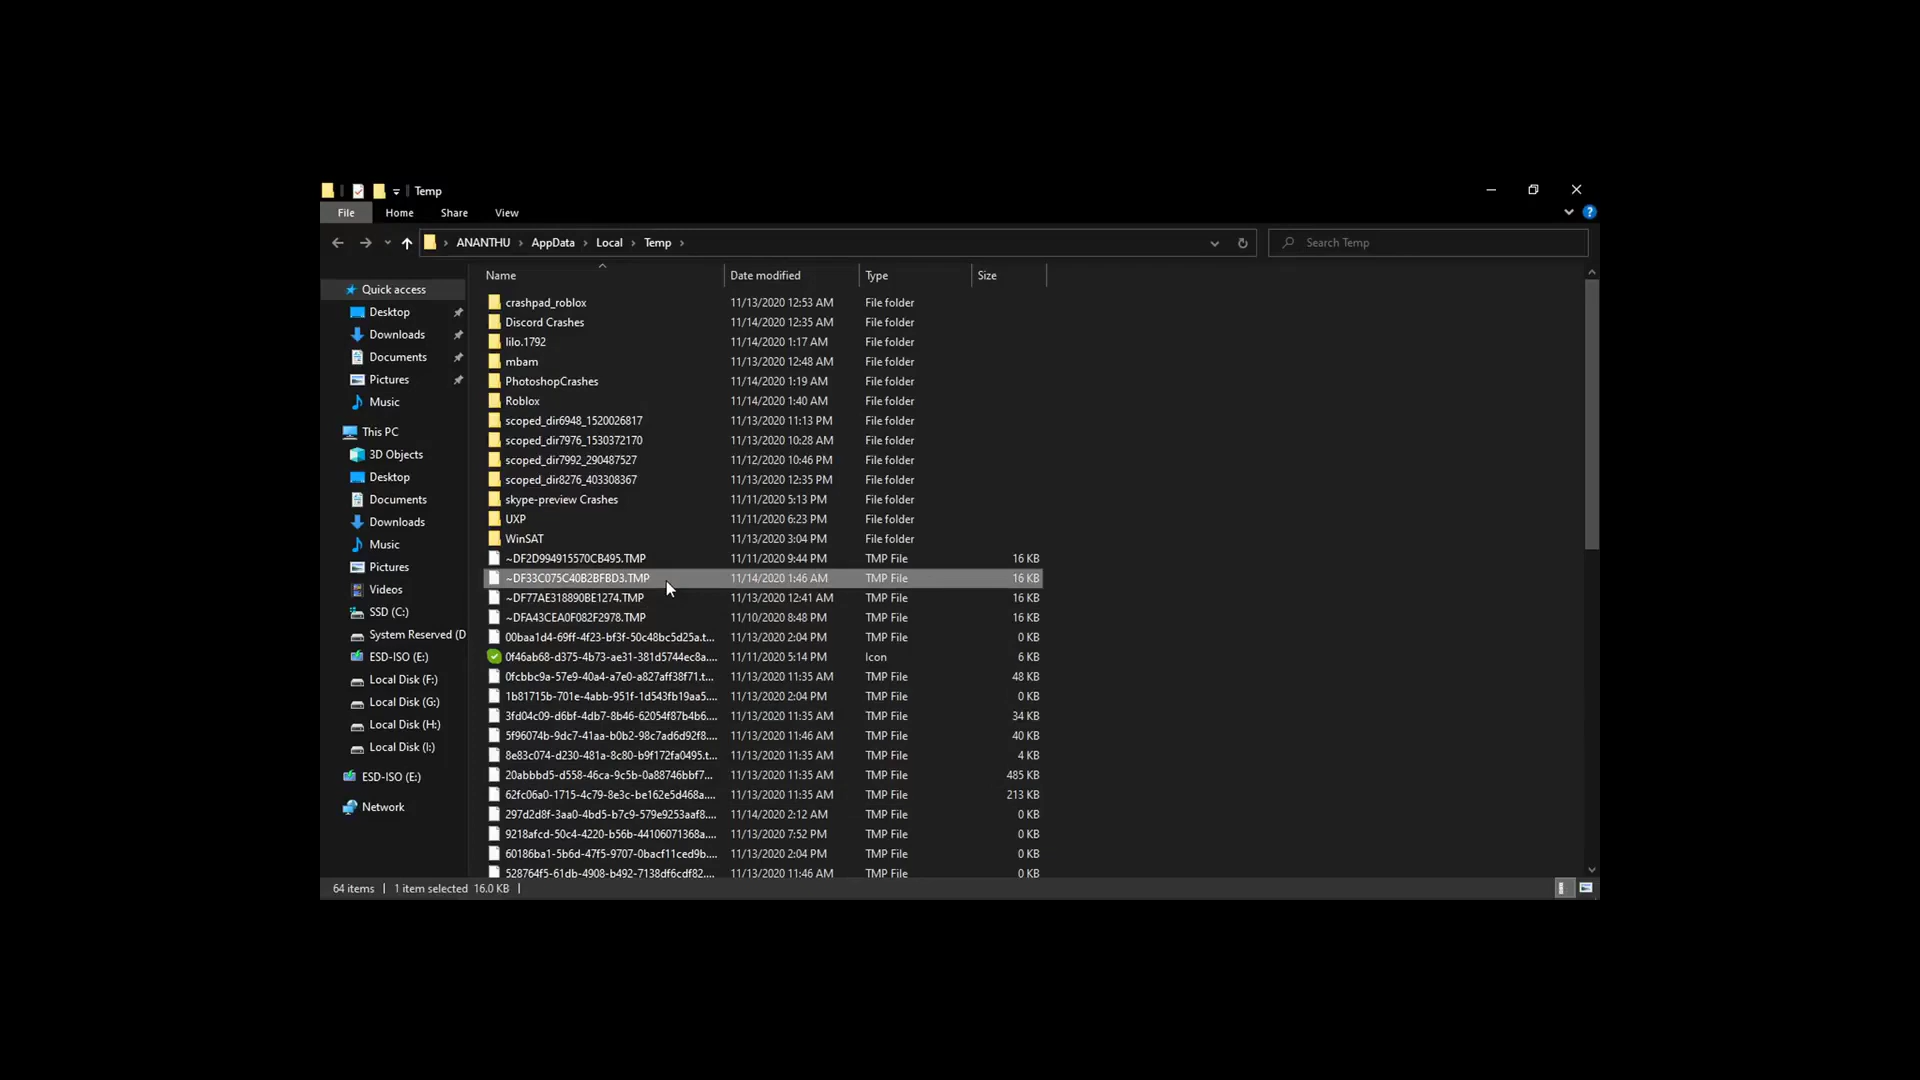 Temp
File Home Share View
ANANTHU > AppData > Local > Temp >
Search Temp
Name Date modified Type Size
Quick access
Desktop
Downloads
Documents
Pictures
Music
This PC
3D Objects
Desktop
Documents
Downloads
Music
Pictures
Videos
SSD (C:)
System Reserved (D
ESD-ISO (E:)
Local Disk (F:)
Local Disk (G:)
Local Disk (H:)
Local Disk (I:)
ESD-ISO (E:)
Network
crashpad_roblox 11/13/2020 12:53 AM File folder
Discord Crashes 11/14/2020 12:35 AM File folder
lilo.1792 11/14/2020 1:17 AM File folder
mbam 11/13/2020 12:48 AM File folder
PhotoshopCrashes 11/14/2020 1:19 AM File folder
Roblox 11/14/2020 1:40 AM File folder
scoped_dir6948_1520026817 11/13/2020 11:13 PM File folder
scoped_dir7976_1530372170 11/13/2020 10:28 AM File folder
scoped_dir7992_290487527 11/12/2020 10:46 PM File folder
scoped_dir8276_403308367 11/13/2020 12:35 PM File folder
skype-preview Crashes 11/11/2020 5:13 PM File folder
UXP 11/11/2020 6:23 PM File folder
WinSAT 11/13/2020 3:04 PM File folder
~DF2D994915570CB495.TMP 11/11/2020 9:44 PM TMP File 16 KB
~DF33C075C40B2BFBD3.TMP 11/14/2020 1:46 AM TMP File 16 KB
~DF77AE318890BE1274.TMP 11/13/2020 12:41 AM TMP File 16 KB
~DFA43CEA0F082F2978.TMP 11/10/2020 8:48 PM TMP File 16 KB
00baa1d4-69ff-4f23-bf3f-50c48bc5d25a.t... 11/13/2020 2:04 PM TMP File 0 KB
0f46ab68-d375-4b73-ae31-381d5744ec8a.... 11/11/2020 5:14 PM Icon 6 KB
0fcbbc9a-57e9-40a4-a7e0-a827aff38f71.t... 11/13/2020 11:35 AM TMP File 48 KB
1b81715b-701e-4abb-951f-1d543fb19aa5.... 11/13/2020 2:04 PM TMP File 0 KB
3fd04c09-d6bf-4db7-8b46-62054f87b4b6.... 11/13/2020 11:35 AM TMP File 34 KB
5f96074b-9dc7-41aa-b0b2-98c7ad6d92f8.... 11/13/2020 11:46 AM TMP File 40 KB
8e83c074-d230-481a-8c80-b9f172fa0495.t... 11/13/2020 11:35 AM TMP File 4 KB
20abbbd5-d558-46ca-9c5b-0a88746bbf7... 11/13/2020 11:35 AM TMP File 485 KB
62fc06a0-1715-4c79-8e3c-be162e5d468a.... 11/13/2020 11:35 AM TMP File 213 KB
297d2d8f-3aa0-4bd5-b7c9-579e9253aaf8.... 11/14/2020 2:12 AM TMP File 0 KB
9218afcd-50c4-4220-b56b-44106071368a.... 11/13/2020 7:52 PM TMP File 0 KB
60186ba1-5b6d-47f5-9707-0bacf11ced9b.... 11/13/2020 2:04 PM TMP File 0 KB
528764f5-61db-4908-b492-7138df6cdf82.... 11/13/2020 11:46 AM TMP File 0 KB
64 items 1 item selected 16.0 KB